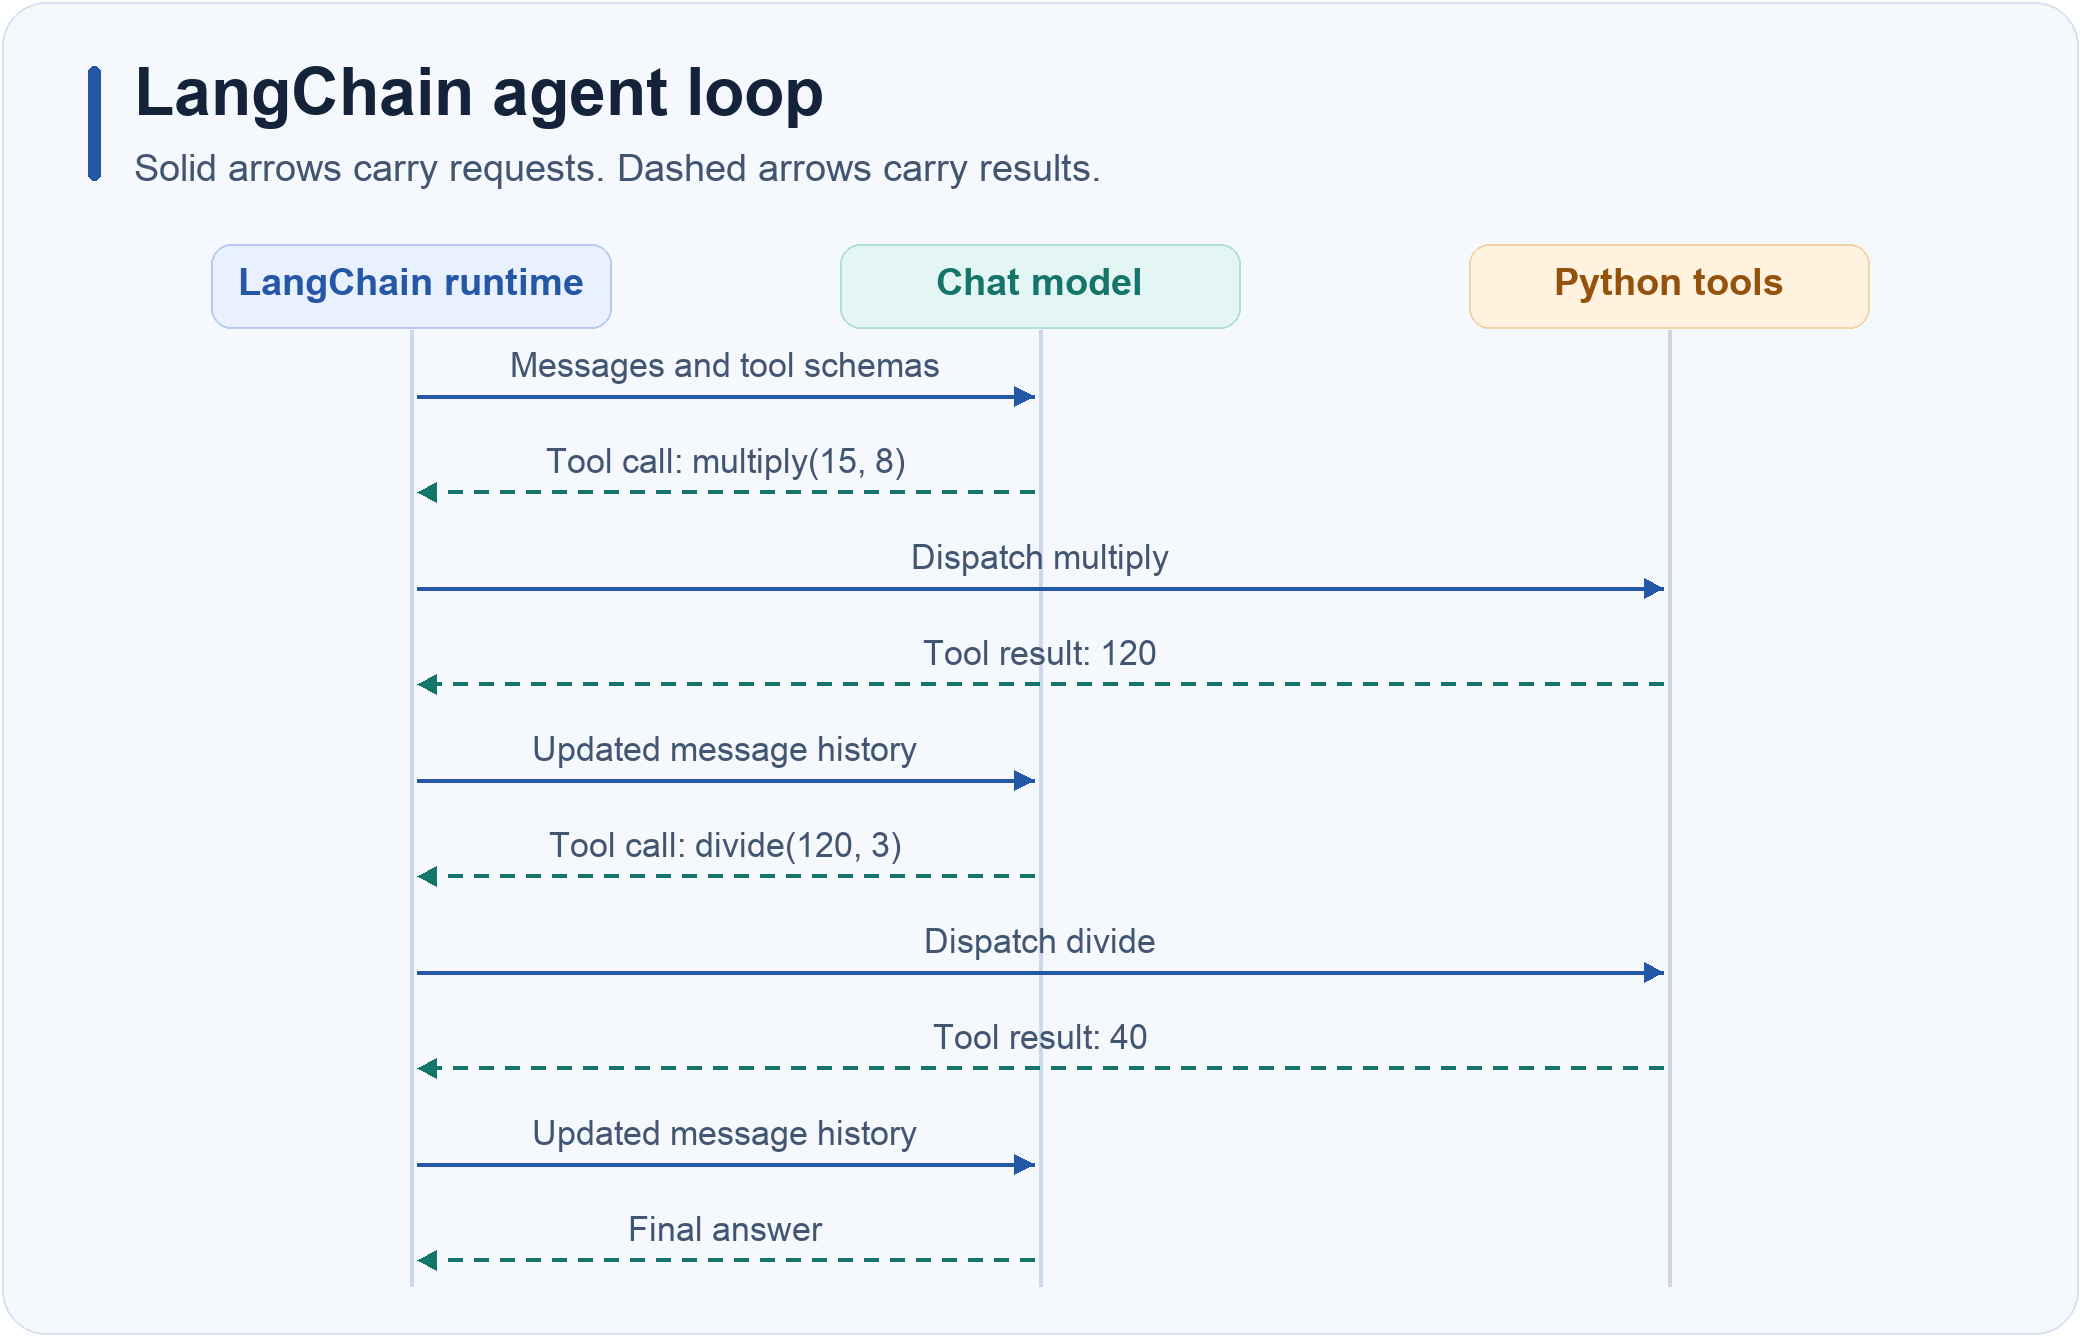 LangChain agent loop
Solid arrows carry requests. Dashed arrows carry results.
LangChain runtime
Chat model
Python tools
Messages and tool schemas
Tool call: multiply(15, 8)
Dispatch multiply
Tool result: 120
Updated message history
Tool call: divide(120, 3)
Dispatch divide
Tool result: 40
Updated message history
Final answer